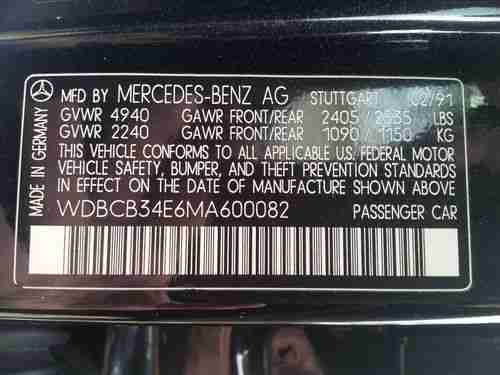 MADE IN GERMANY
MFD BY MERCEDES-BENZ AG STUTTGART 02/91
GVWR 4940 GAWR FRONT/REAR 2405/2535 LBS
GVWR 2240 GAWR FRONT/REAR 1090/1150 KG
THIS VEHICLE CONFORMS TO ALL APPLICABLE U.S. FEDERAL MOTOR
VEHICLE SAFETY, BUMPER, AND THEFT PREVENTION STANDARDS
IN EFFECT ON THE DATE OF MANUFACTURE SHOWN ABOVE.
WDBCB34E6MA600082 PASSENGER CAR